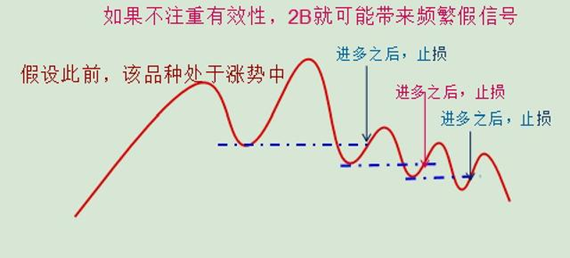 如果不注重有效性，2B就可能带来频繁假信号
进多之后，止损
假设此前，该品种处于涨势中
进多之后，止损
进多之后，止损